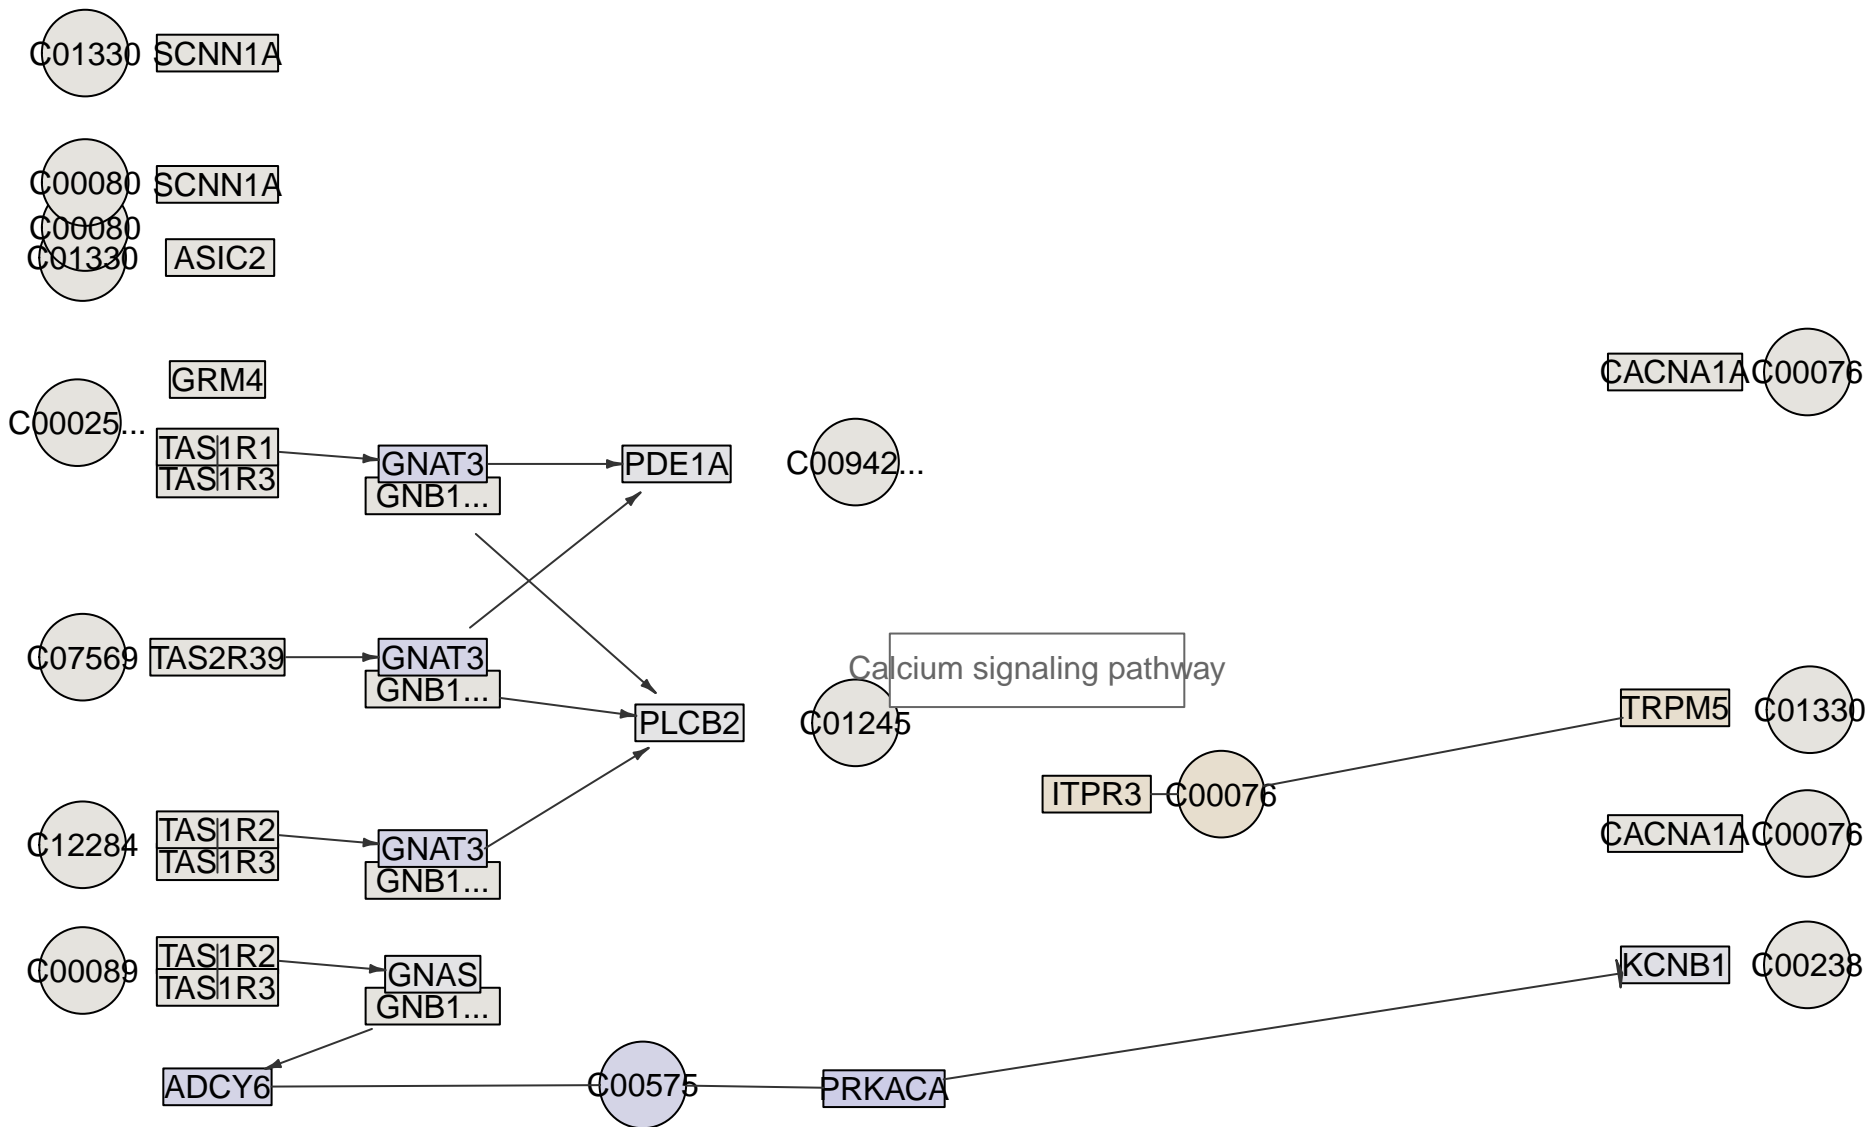 C01330 SCNN1A
C00080 SCNN1A
C00080
C01330 ASIC2
GRM4
CACNA1A C00076
C00025...
TAS1R1
GNAT3 PDE1A C00942...
TAS1R3
GNB1...
C07569 TAS2R39 GNAT3
Calcium signaling pathway
GNB1...
PLCB2 C01245
TRPM5 C01330
ITPR3 C00076
C12284
TAS1R2
TAS1R3
GNAT3
GNB1...
CACNA1A C00076
C00089
TAS1R2
TAS1R3
GNAS
GNB1...
KCNB1 C00238
ADCY6 C00575 PRKACA